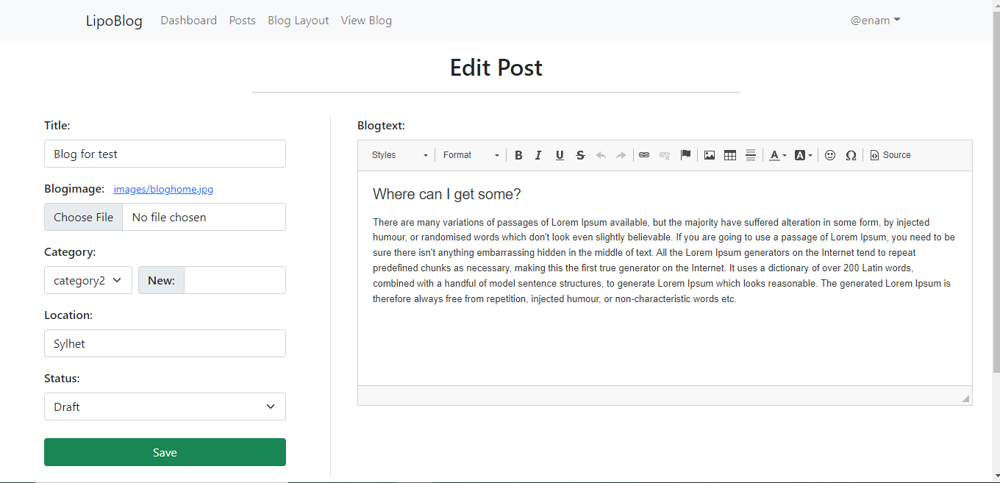 LipoBlog Dashboard Posts Blog Layout View Blog @enam
Edit Post
Title:
Blog for test
Blogimage: images/bloghome.jpg
Choose File No file chosen
Category:
category2 New:
Location:
Sylhet
Status:
Draft
Save
Blogtext:
Styles Format B I U S A A Ω Source
Where can I get some?
There are many variations of passages of Lorem Ipsum available, but the majority have suffered alteration in some form, by injected
humour, or randomised words which don't look even slightly believable. If you are going to use a passage of Lorem Ipsum, you need to be
sure there isn't anything embarrassing hidden in the middle of text. All the Lorem Ipsum generators on the Internet tend to repeat
predefined chunks as necessary, making this the first true generator on the Internet. It uses a dictionary of over 200 Latin words,
combined with a handful of model sentence structures, to generate Lorem Ipsum which looks reasonable. The generated Lorem Ipsum is
therefore always free from repetition, injected humour, or non-characteristic words etc.